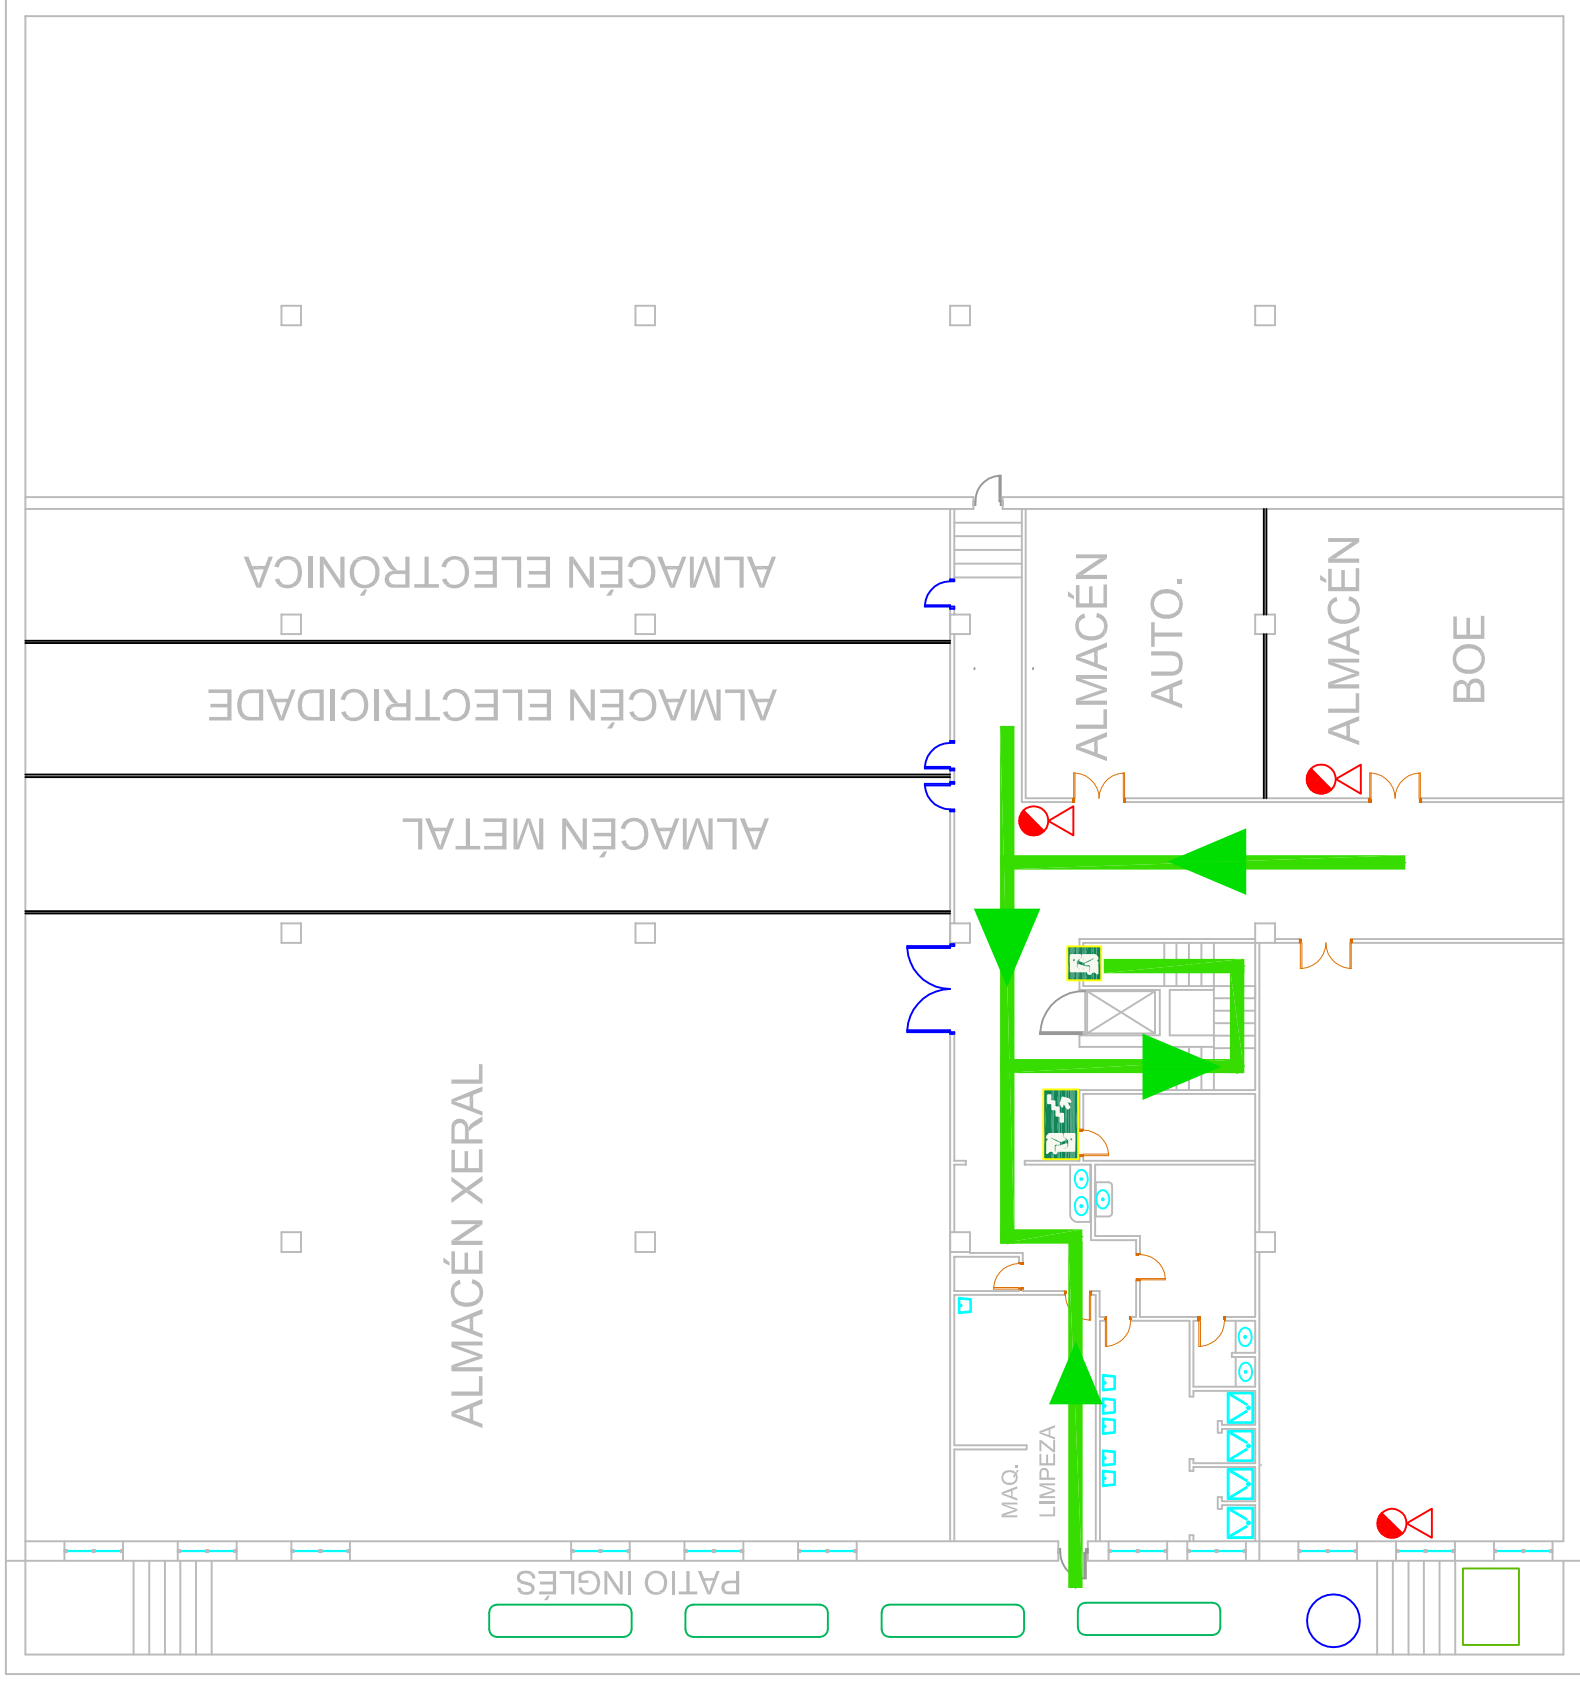 ALMACÉN ELECTRÓNICA
ALMACÉN ELECTRICIDADE
ALMACÉN METAL
ALMACÉN
AUTO.
ALMACÉN
BOE
ALMACÉN XERAL
MAQ.
LIMPEZA
PATIO INGLÉS